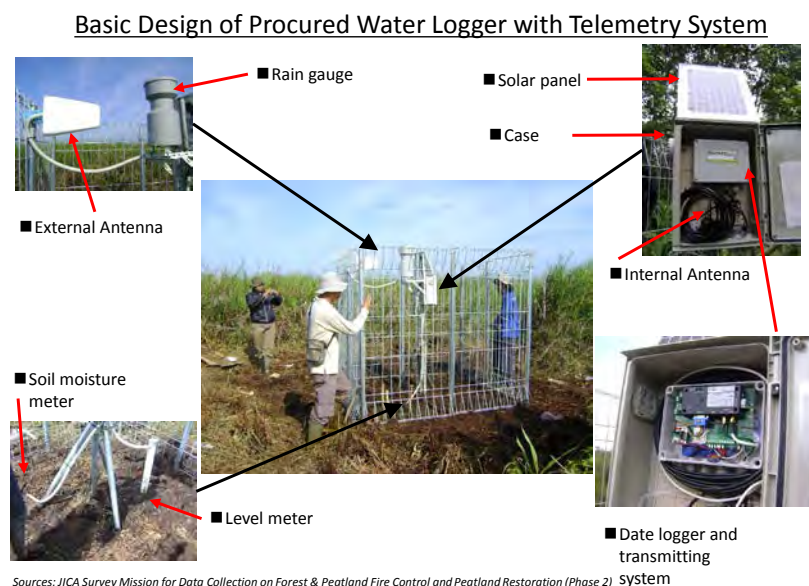 Basic Design of Procured Water Logger with Telemetry System
■ Rain gauge
■ Solar panel
■ Case
■ External Antenna
■ Internal Antenna
■ Soil moisture
meter
■ Level meter
■ Date logger and
transmitting
system
Sources: JICA Survey Mission for Data Collection on Forest & Peatland Fire Control and Peatland Restoration (Phase 2)